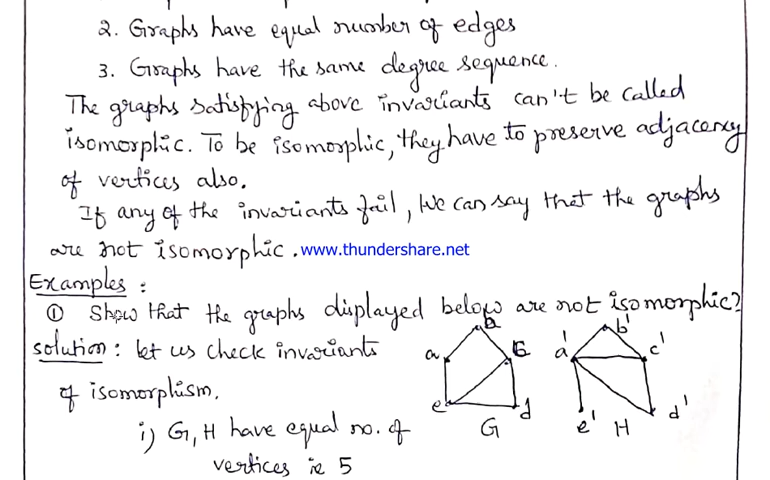 2. Graphs have equal number of edges
3. Graphs have the same degree sequence.
The graphs satisfying above invariants can't be called
isomorphic. To be isomorphic, they have to preserve adjacency
of vertices also.
If any of the invariants fail, We can say that the graphs
are not isomorphic. www.thundershare.net
Examples:
① Show that the graphs displayed below are not isomorphic?
solution: let us check invariants
of isomorphism.
a b c d e G
a' b' c' d' e' H
i) G, H have equal no. of
vertices ie 5